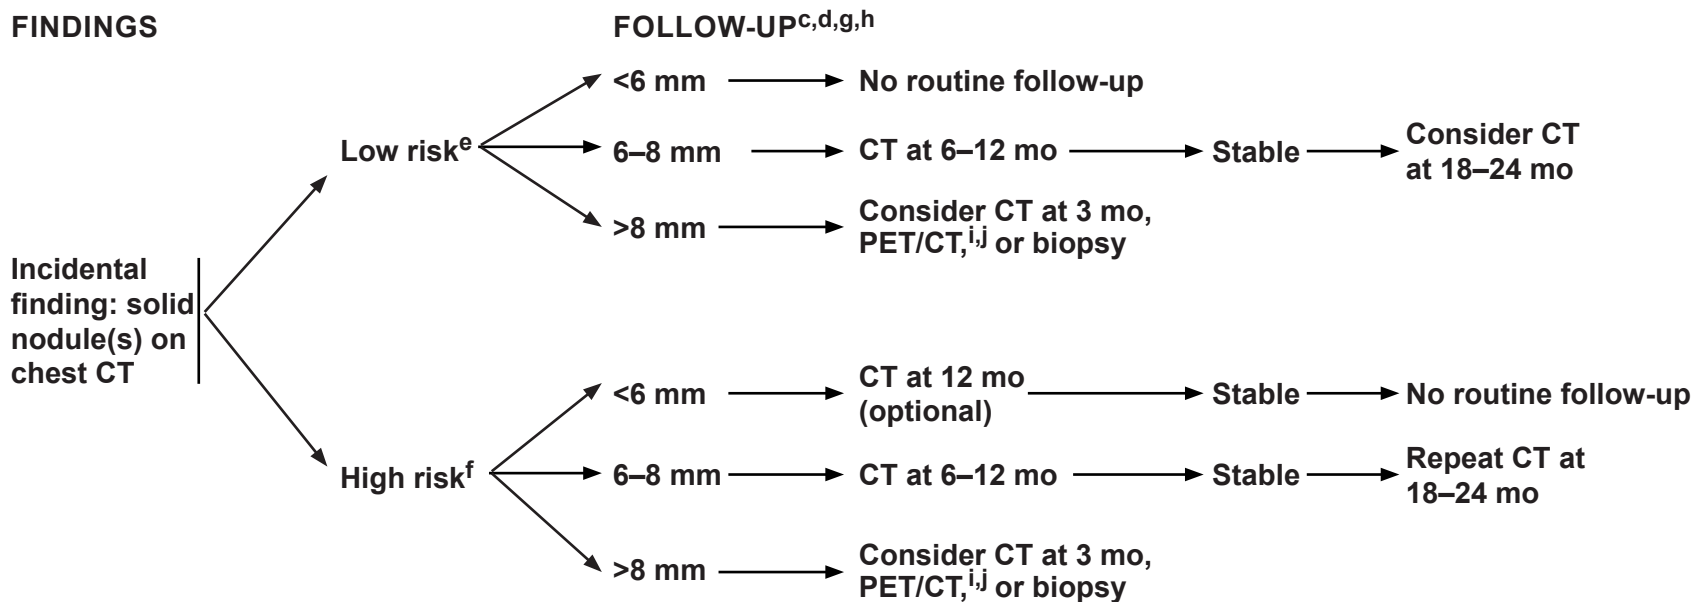 FINDINGS
FOLLOW-UPc,d,g,h
<6 mm
No routine follow-up
Low riske
6–8 mm
CT at 6–12 mo
Stable
Consider CT
at 18–24 mo
>8 mm
Consider CT at 3 mo,
PET/CT,i,j or biopsy
Incidental
finding: solid
nodule(s) on
chest CT
<6 mm
CT at 12 mo
(optional)
Stable
No routine follow-up
High riskf
6–8 mm
CT at 6–12 mo
Stable
Repeat CT at
18–24 mo
>8 mm
Consider CT at 3 mo,
PET/CT,i,j or biopsy